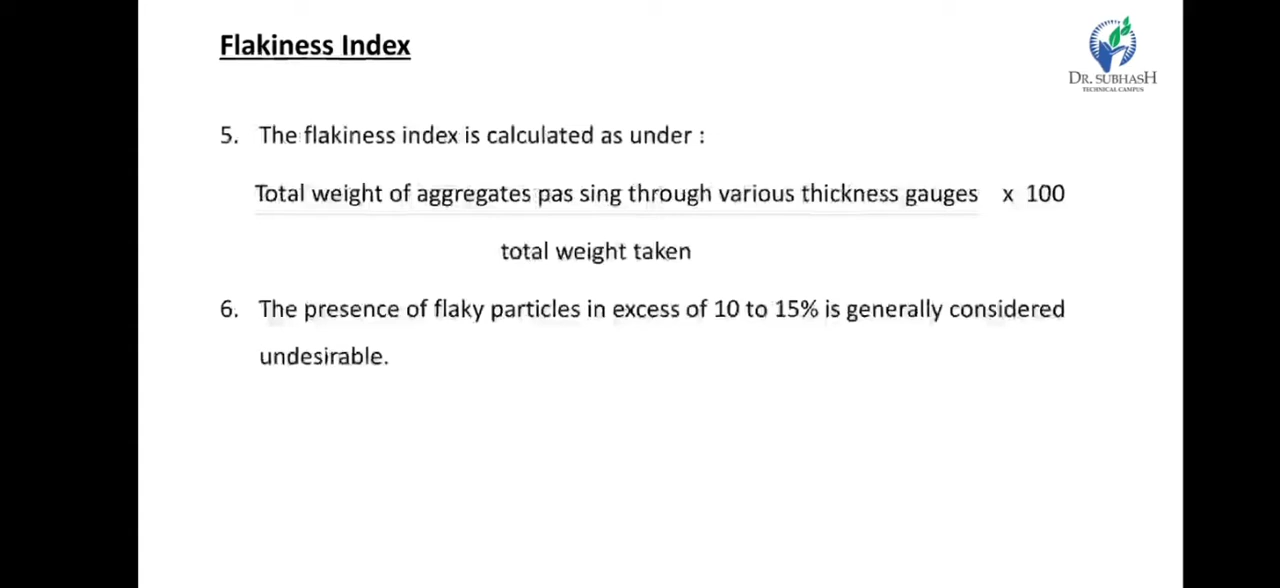 Flakiness Index
DR. SUBHASH
TECHNICAL CAMPUS
5. The flakiness index is calculated as under :
Total weight of aggregates pas sing through various thickness gauges x 100
total weight taken
6. The presence of flaky particles in excess of 10 to 15% is generally considered
undesirable.